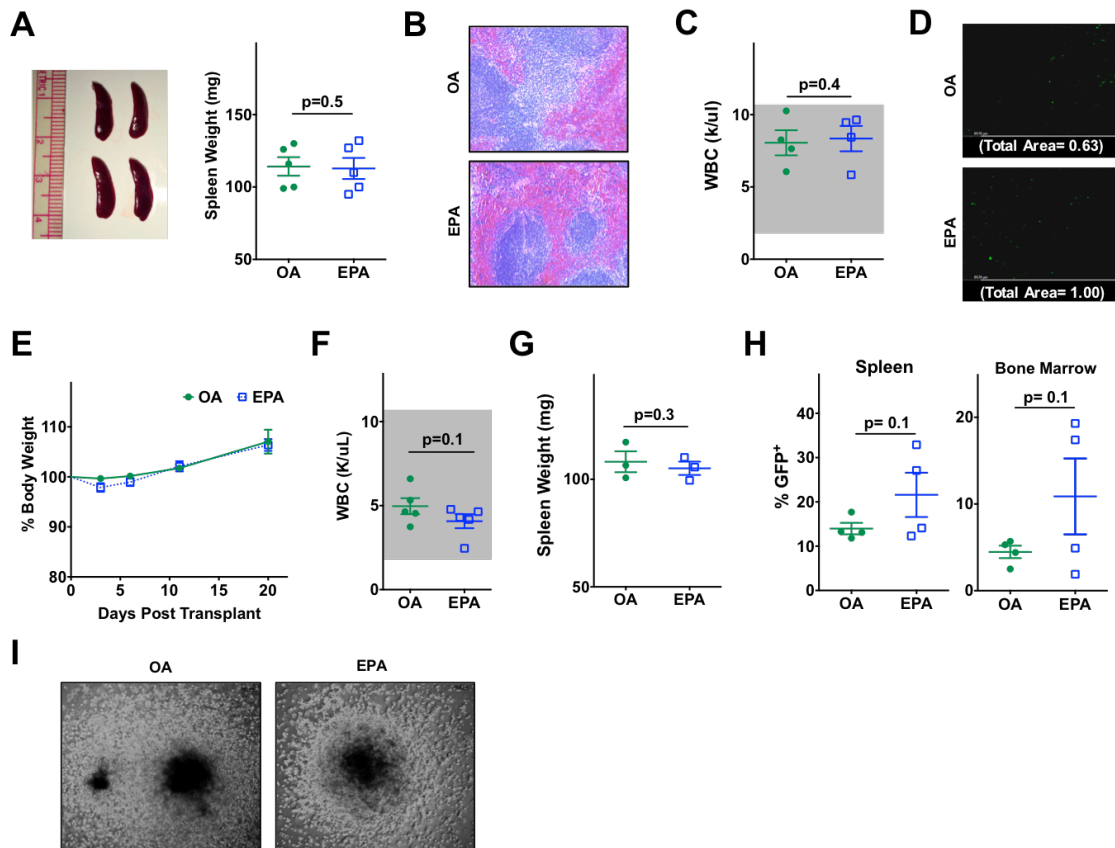 A
B
C
D
Spleen Weight (mg)
150
100
50
p=0.5
OA
EPA
OA
EPA
WBC (k/ul)
10
5
0
p=0.4
OA
EPA
OA
(Total Area= 0.63)
EPA
(Total Area= 1.00)
E
F
G
H
% Body Weight
110
100
90
80
OA
EPA
0
5
10
15
20
Days Post Transplant
WBC (K/uL)
10
5
0
p=0.1
OA
EPA
Spleen Weight (mg)
100
50
p=0.3
OA
EPA
Spleen
% GFP+
40
30
20
10
0
p= 0.1
OA
EPA
Bone Marrow
20
10
0
p= 0.1
OA
EPA
I
OA
EPA